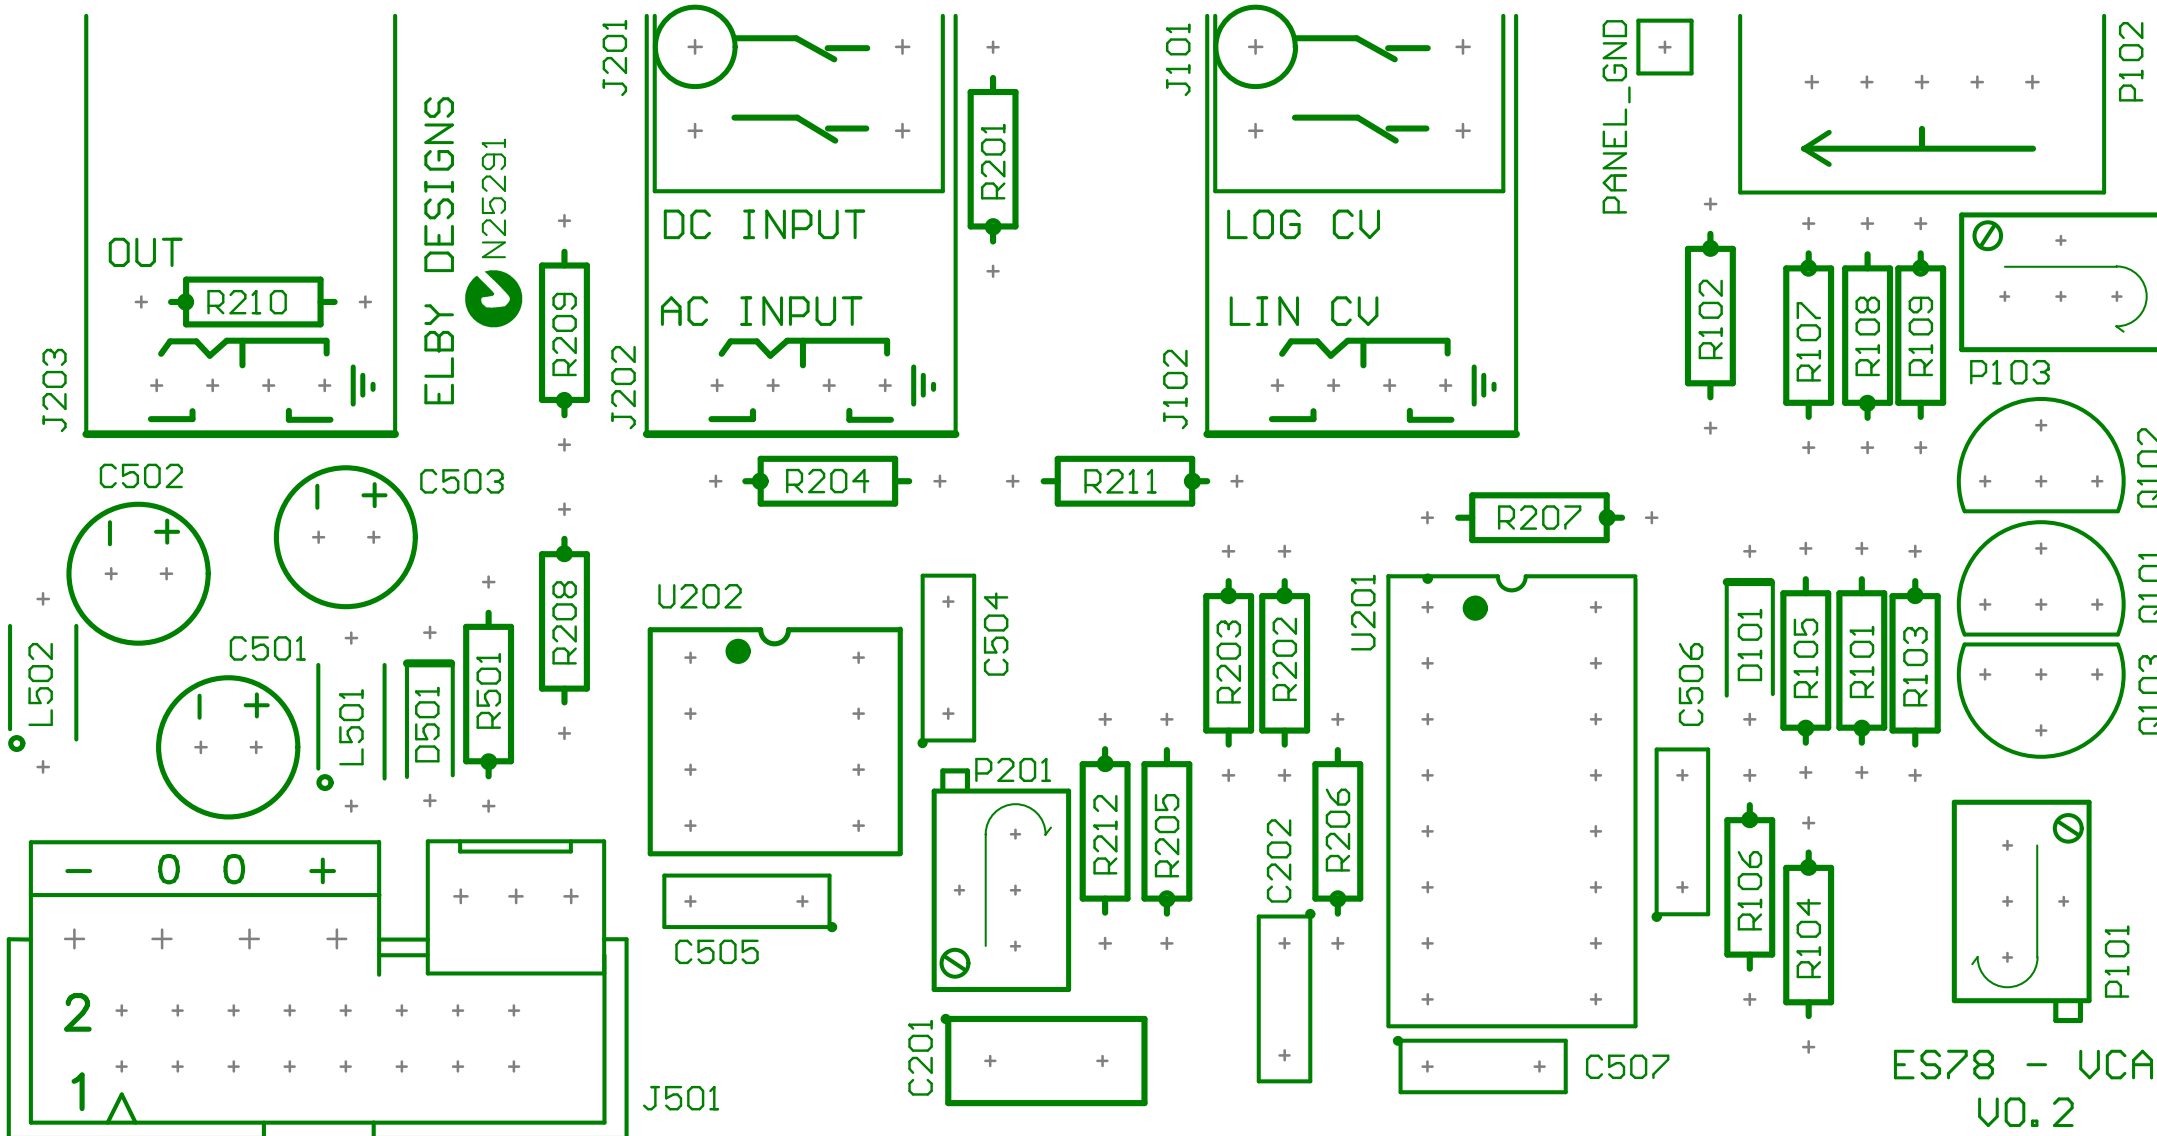 J201
J101
PANEL_GND
P102
ELBY DESIGNS
N25291
R201
DC INPUT
LOG CV
OUT
R210
R209
AC INPUT
LIN CV
R102
R107
R108
R109
J203
J202
J102
P103
C502
C503
R204
R211
R207
Q102
R208
U202
C504
R203
R202
U201
D101
R105
R101
R103
Q101
C501
L502
L501
D501
R501
C506
Q103
P201
R212
R205
C202
R206
R106
R104
- 0 0 +
C505
P101
2
1
C201
J501
C507
ES78 - VCA
V0.2